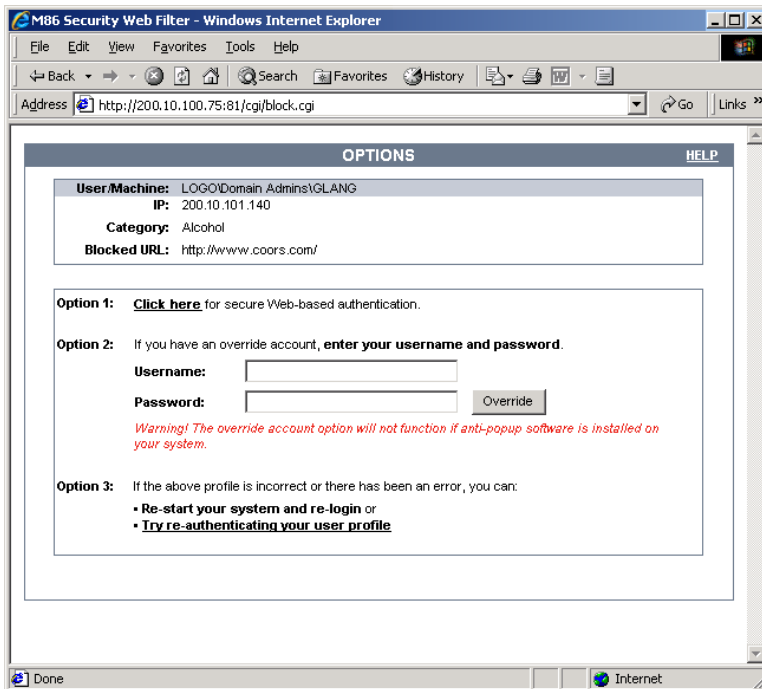 M86 Security Web Filter - Windows Internet Explorer
File Edit View Favorites Tools Help
Back Search Favorites History
Address http://200.10.100.75:81/cgi/block.cgi Go Links »
OPTIONS HELP
User/Machine: LOGO\Domain Admins\GLANG
IP: 200.10.101.140
Category: Alcohol
Blocked URL: http://www.coors.com/
Option 1: Click here for secure Web-based authentication.
Option 2: If you have an override account, enter your username and password.
Username:
Password: Override
Warning! The override account option will not function if anti-popup software is installed on
your system.
Option 3: If the above profile is incorrect or there has been an error, you can:
▪ Re-start your system and re-login or
▪ Try re-authenticating your user profile
Done Internet